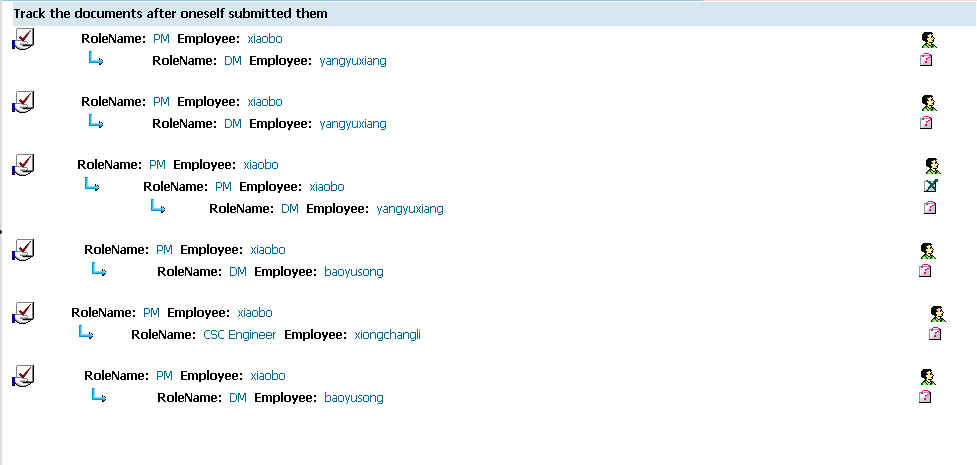 Track the documents after oneself submitted them
RoleName: PM Employee: xiaobo
RoleName: DM Employee: yangyuxiang
RoleName: PM Employee: xiaobo
RoleName: DM Employee: yangyuxiang
RoleName: PM Employee: xiaobo
RoleName: PM Employee: xiaobo
RoleName: DM Employee: yangyuxiang
RoleName: PM Employee: xiaobo
RoleName: DM Employee: baoyusong
RoleName: PM Employee: xiaobo
RoleName: CSC Engineer Employee: xiongchangli
RoleName: PM Employee: xiaobo
RoleName: DM Employee: baoyusong